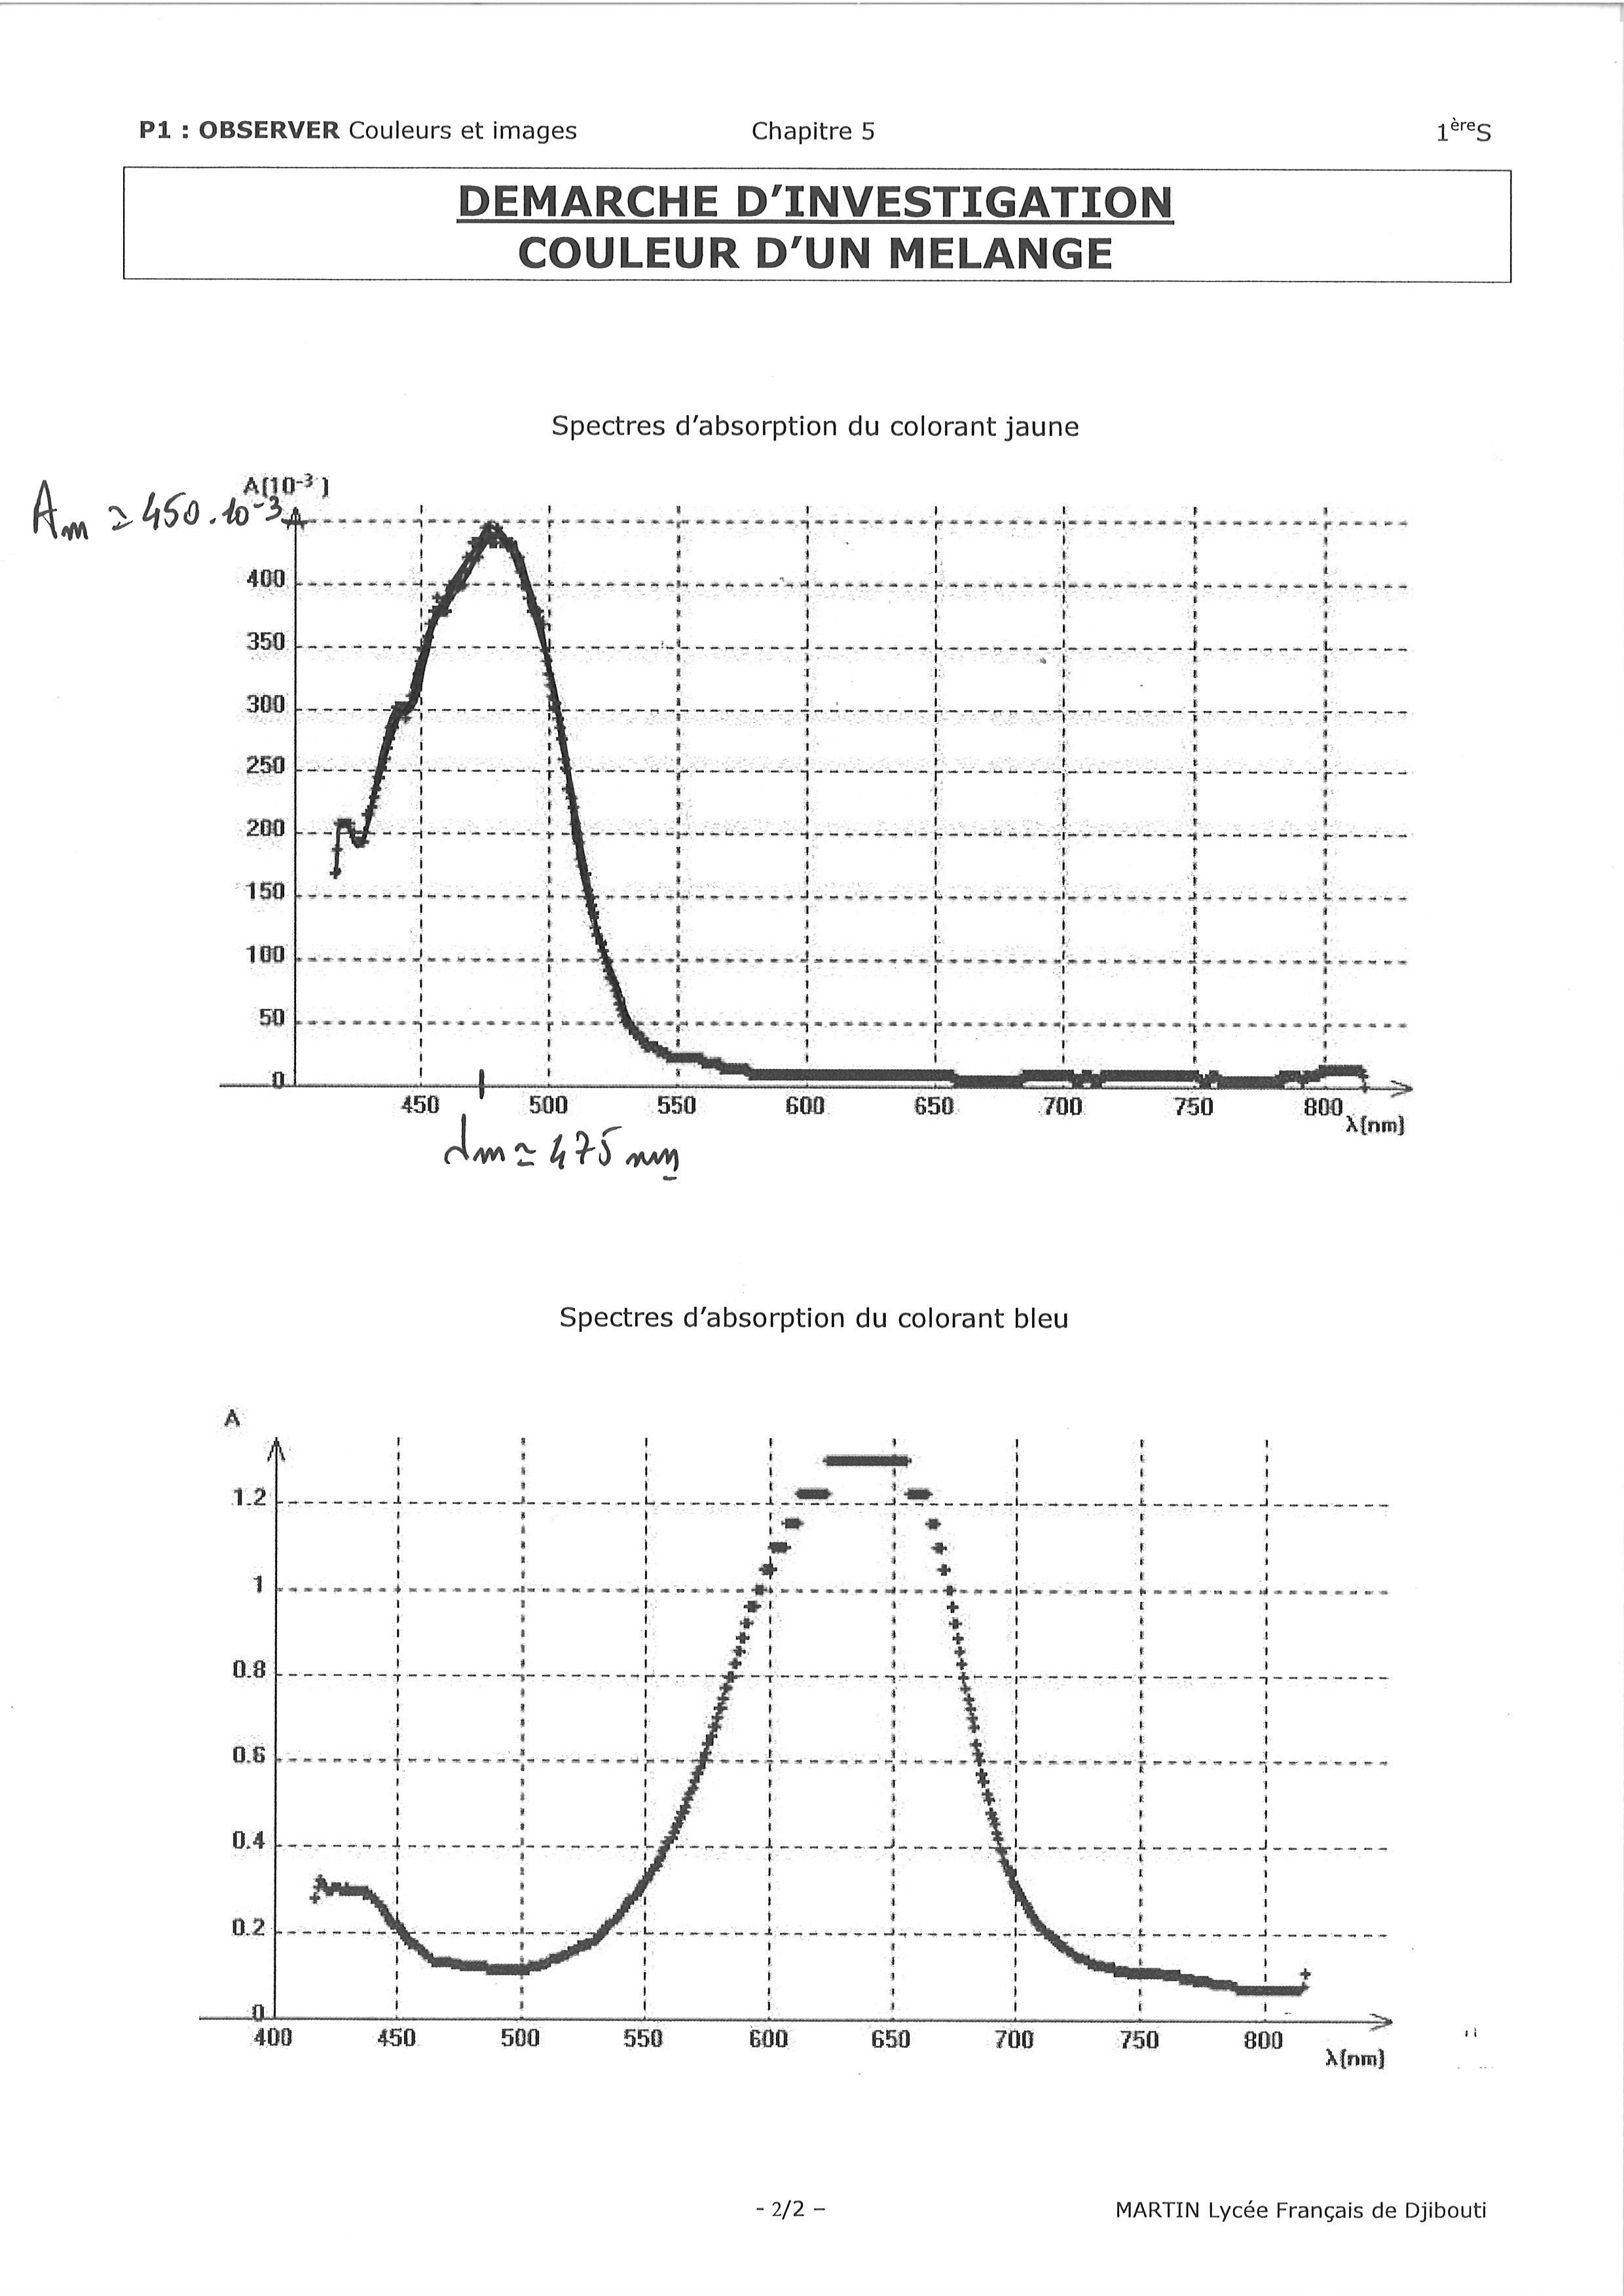 P1 : OBSERVER Couleurs et images Chapitre 5 1èreS
DEMARCHE D'INVESTIGATION
COULEUR D'UN MELANGE
Spectres d'absorption du colorant jaune
A(10-3)
Am ≃ 450.10-3
400
350
300
250
200
150
100
50
0
450 500 550 600 650 700 750 800
λ(nm)
λm ≃ 475 nm
Spectres d'absorption du colorant bleu
A
1.2
1
0.8
0.6
0.4
0.2
0
400 450 500 550 600 650 700 750 800
λ(nm)
- 2/2 – MARTIN Lycée Français de Djibouti